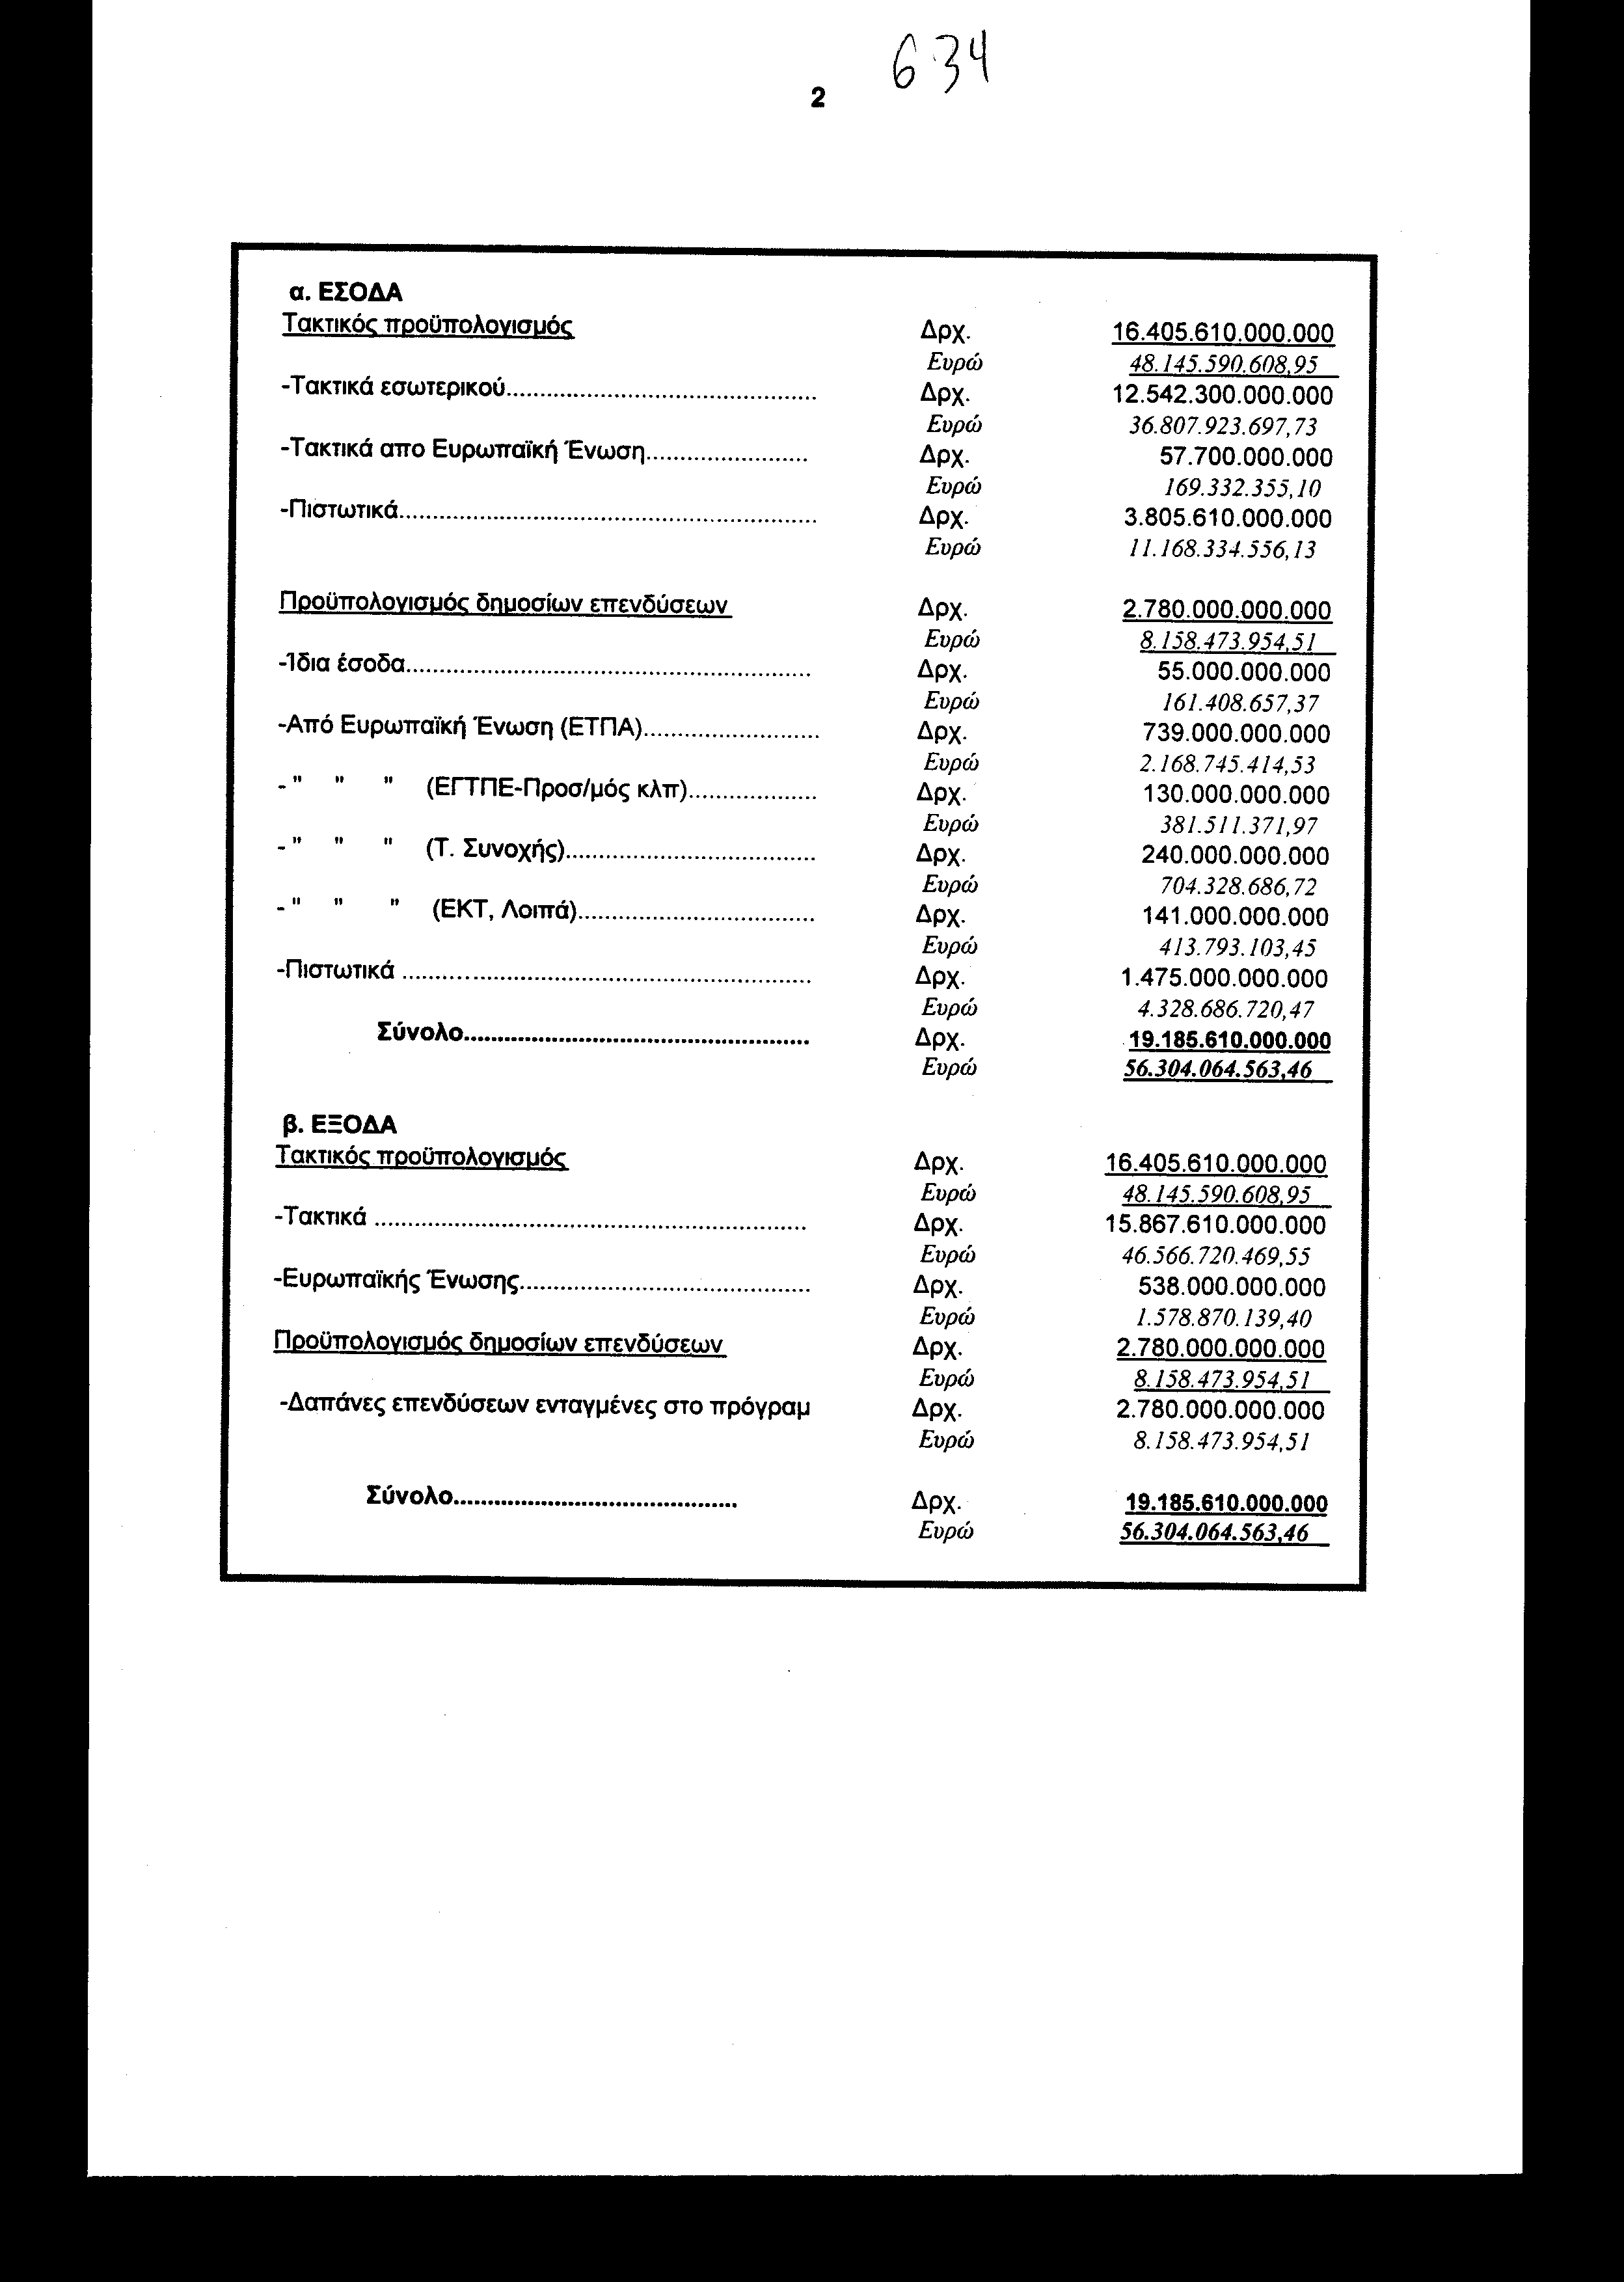 634
2
α. ΕΣΟΔΑ
Τακτικός προϋπολογισμός Δρχ. 16.405.610.000.000
Ευρώ 48.145.590.608,95
-Τακτικά εσωτερικού.......... Δρχ. 12.542.300.000.000
Ευρώ 36.807.923.697,73
-Τακτικά απο Ευρωπαϊκή Ένωση.......... Δρχ. 57.700.000.000
Ευρώ 169.332.355,10
-Πιστωτικά.......... Δρχ. 3.805.610.000.000
Ευρώ 11.168.334.556,13
Προϋπολογισμός δημοσίων επενδύσεων Δρχ. 2.780.000.000.000
Ευρώ 8.158.473.954,51
-Ίδια έσοδα.......... Δρχ. 55.000.000.000
Ευρώ 161.408.657,37
-Από Ευρωπαϊκή Ένωση (ΕΤΠΑ).......... Δρχ. 739.000.000.000
Ευρώ 2.168.745.414,53
- " " " (ΕΓΤΠΕ-Προσ/μός κλπ).......... Δρχ. 130.000.000.000
Ευρώ 381.511.371,97
- " " " (Τ. Συνοχής).......... Δρχ. 240.000.000.000
Ευρώ 704.328.686,72
- " " " (ΕΚΤ, Λοιπά).......... Δρχ. 141.000.000.000
Ευρώ 413.793.103,45
-Πιστωτικά .......... Δρχ. 1.475.000.000.000
Ευρώ 4.328.686.720,47
Σύνολο.......... Δρχ. 19.185.610.000.000
Ευρώ 56.304.064.563,46
β. ΕΞΟΔΑ
Τακτικός προϋπολογισμός Δρχ. 16.405.610.000.000
Ευρώ 48.145.590.608,95
-Τακτικά .......... Δρχ. 15.867.610.000.000
Ευρώ 46.566.720.469,55
-Ευρωπαϊκής Ένωσης.......... Δρχ. 538.000.000.000
Ευρώ 1.578.870.139,40
Προϋπολογισμός δημοσίων επενδύσεων Δρχ. 2.780.000.000.000
Ευρώ 8.158.473.954,51
-Δαπάνες επενδύσεων ενταγμένες στο πρόγραμ Δρχ. 2.780.000.000.000
Ευρώ 8.158.473.954,51
Σύνολο.......... Δρχ. 19.185.610.000.000
Ευρώ 56.304.064.563,46